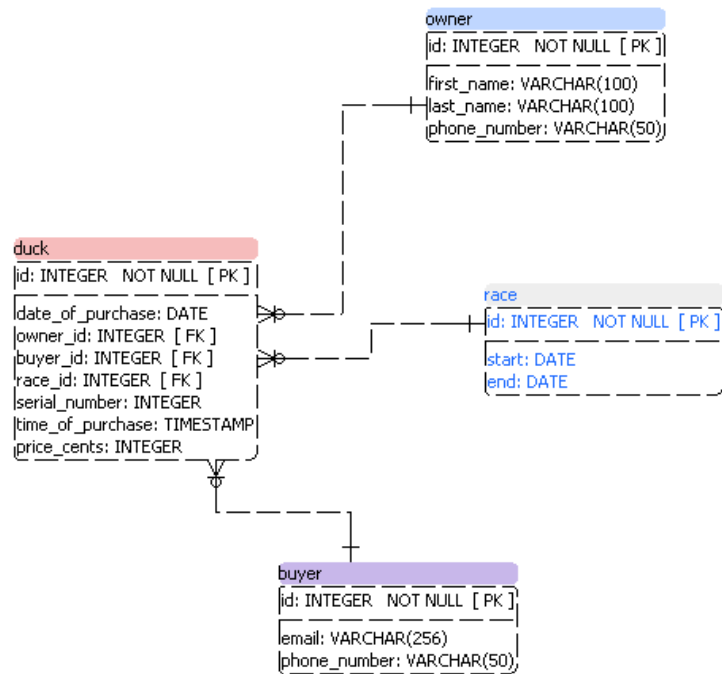 owner
id: INTEGER NOT NULL [ PK ]
first_name: VARCHAR(100)
last_name: VARCHAR(100)
phone_number: VARCHAR(50)
duck
id: INTEGER NOT NULL [ PK ]
date_of_purchase: DATE
owner_id: INTEGER [ FK ]
buyer_id: INTEGER [ FK ]
race_id: INTEGER [ FK ]
serial_number: INTEGER
time_of_purchase: TIMESTAMP
price_cents: INTEGER
race
id: INTEGER NOT NULL [ PK ]
start: DATE
end: DATE
buyer
id: INTEGER NOT NULL [ PK ]
email: VARCHAR(256)
phone_number: VARCHAR(50)